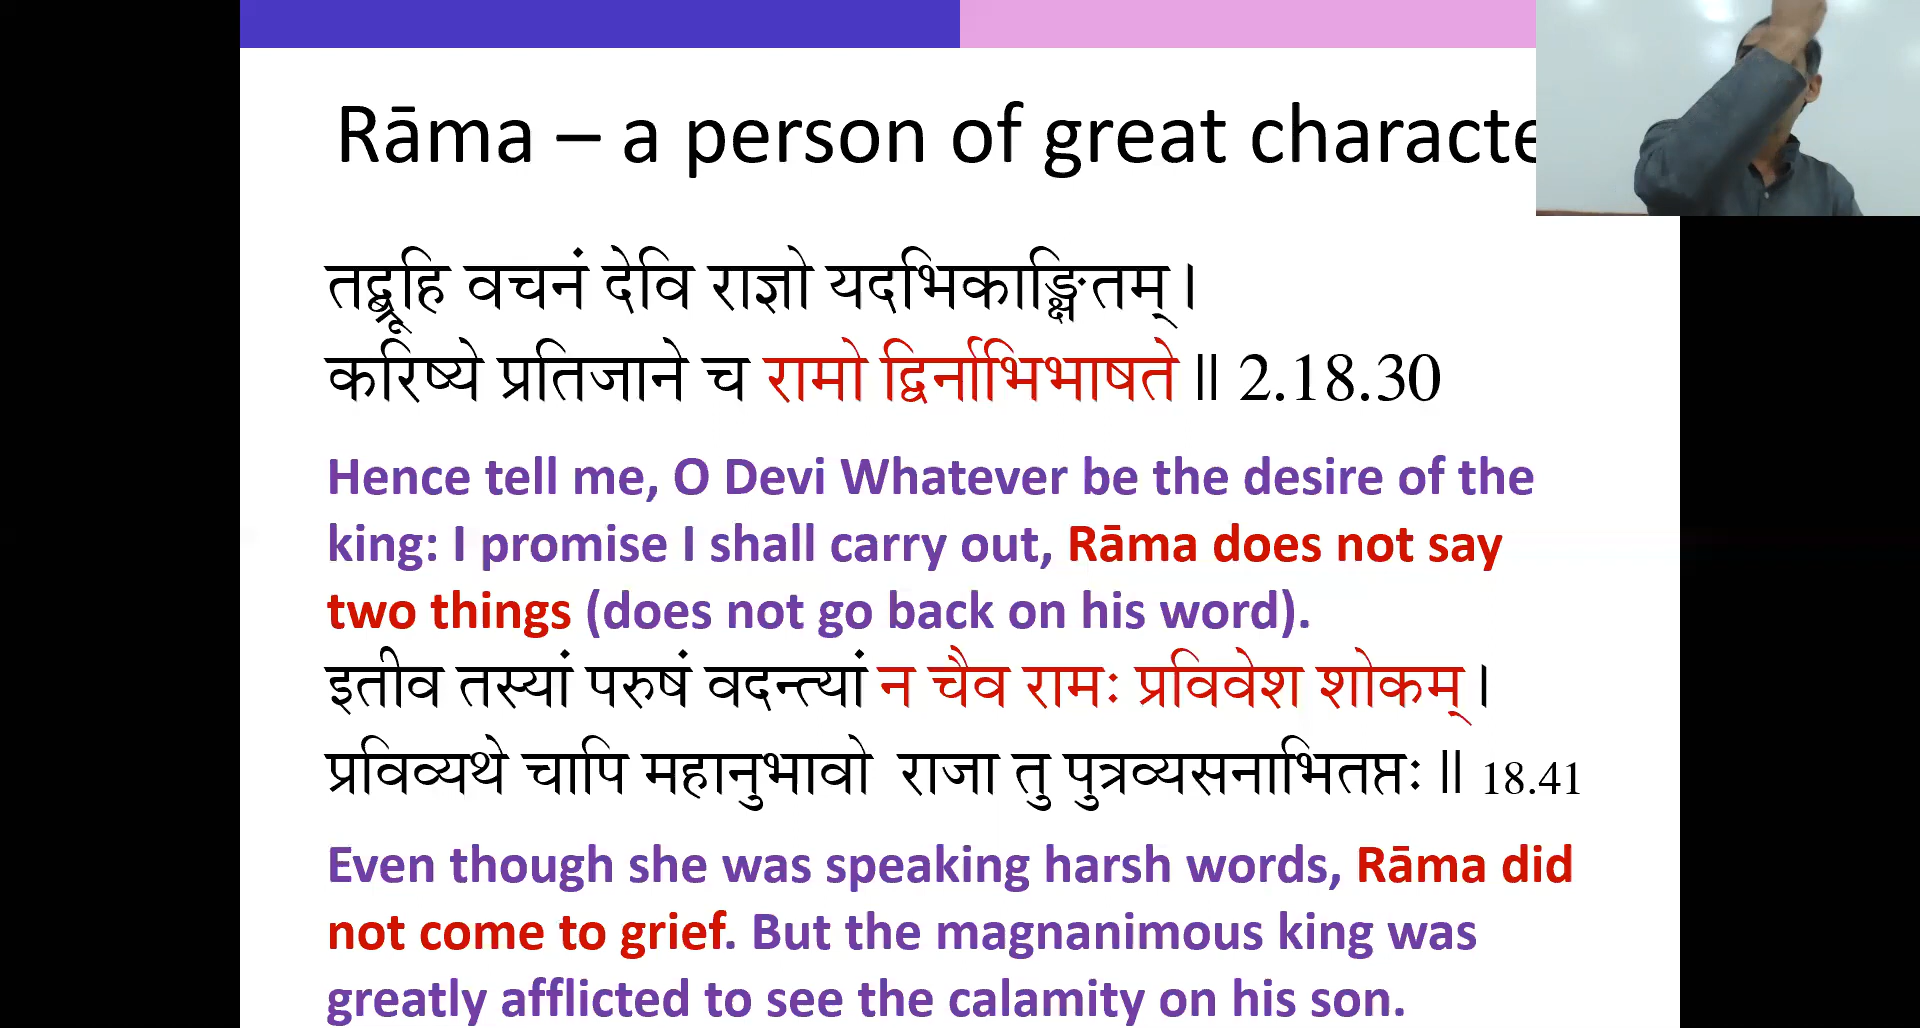 Rāma – a person of great characte
तद्ब्रूहि वचनं देवि राज्ञो यदभिकाङ्क्षितम् ।
करिष्ये प्रतिजाने च रामो द्विर्नाभिभाषते ॥ 2.18.30
Hence tell me, O Devi Whatever be the desire of the
king: I promise I shall carry out, Rāma does not say
two things (does not go back on his word).
इतीव तस्यां परुषं वदन्त्यां न चैव रामः प्रविवेश शोकम् ।
प्रविव्यथे चापि महानुभावो राजा तु पुत्रव्यसनाभितप्तः ॥ 18.41
Even though she was speaking harsh words, Rāma did
not come to grief. But the magnanimous king was
greatly afflicted to see the calamity on his son.